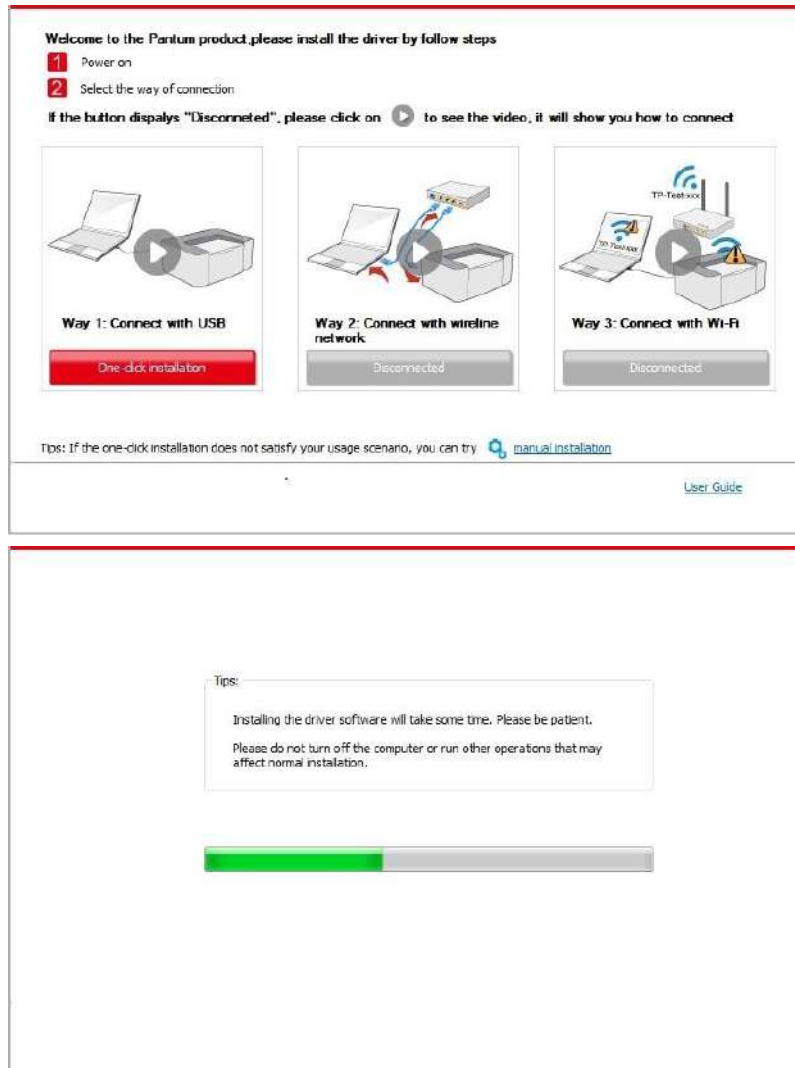 Welcome to the Pantum product,please install the driver by follow steps
1 Power on
2 Select the way of connection
If the button dispalys "Disconneted", please click on to see the video, it will show you how to connect
TP-Test-xxx
TP-Test-xxx
Way 1: Connect with USB
Way 2: Connect with wireline
network
Way 3: Connect with Wi-Fi
One-click installation
Disconnected
Disconnected
Tips: If the one-click installation does not satisfy your usage scenario, you can try manual installation
User Guide
Tips:
Installing the driver software will take some time. Please be patient.
Please do not turn off the computer or run other operations that may
affect normal installation.